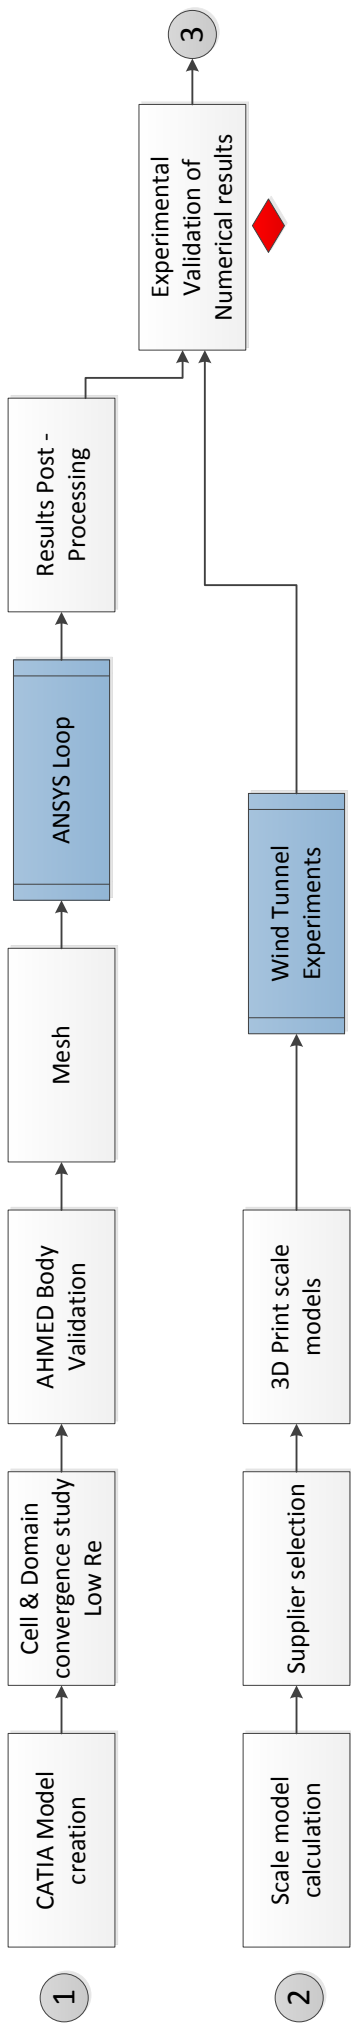 1
CATIA Model
creation
Cell & Domain
convergence study
Low Re
AHMED Body
Validation
Mesh
ANSYS Loop
Results Post -
Processing
Experimental
Validation of
Numerical results
3
2
Scale model
calculation
Supplier selection
3D Print scale
models
Wind Tunnel
Experiments